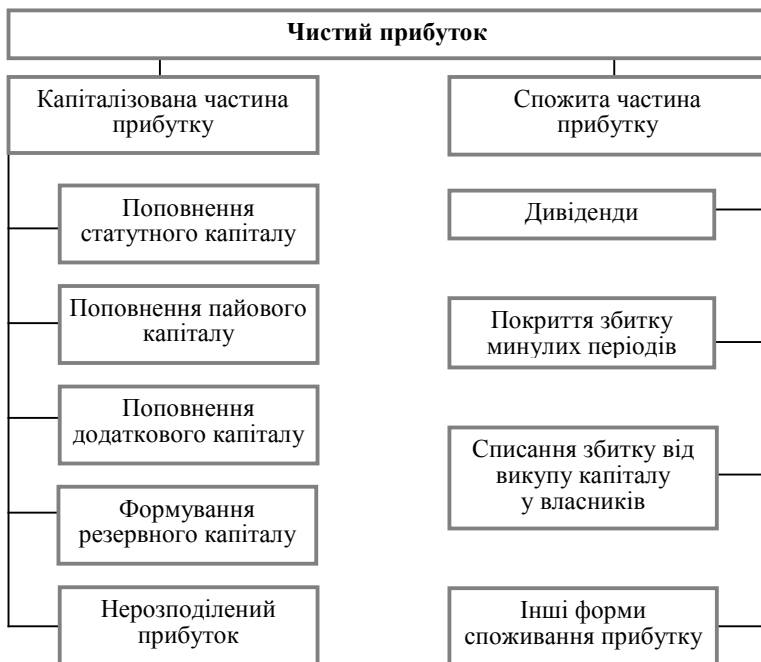 Чистий прибуток
Капіталізована частина
прибутку
Поповнення
статутного капіталу
Поповнення пайового
капіталу
Поповнення
додаткового капіталу
Формування
резервного капіталу
Нерозподілений
прибуток
Спожита частина
прибутку
Дивіденди
Покриття збитку
минулих періодів
Списання збитку від
викупу капіталу
у власників
Інші форми
споживання прибутку